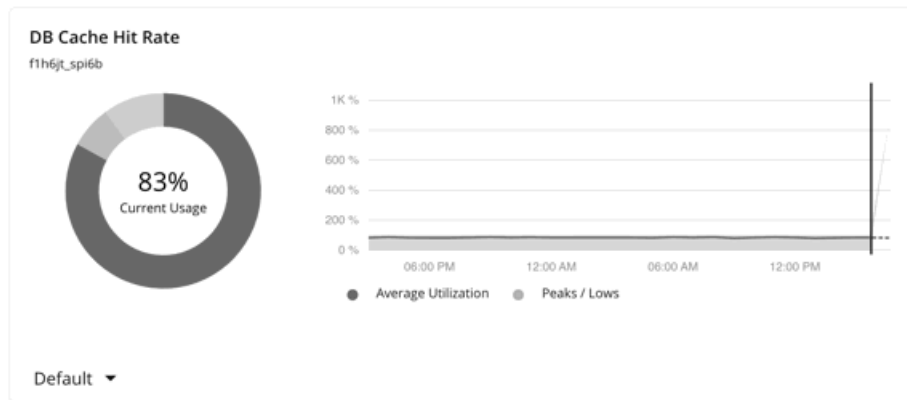 DB Cache Hit Rate
f1h6jt_spi6b
83%
Current Usage
1K %
800 %
600 %
400 %
200 %
0 %
06:00 PM 12:00 AM 06:00 AM 12:00 PM
Average Utilization Peaks / Lows
Default